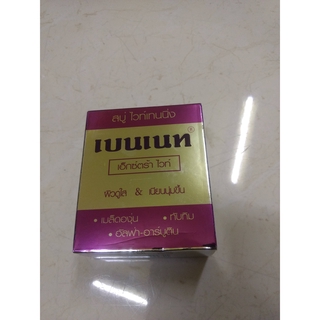 สบู่ ไวท์เทนนิ่ง
เบนเนท®
เอ็กซ์ตร้า ไวท์
ผิวดูใส & เนียนนุ่มขึ้น
• เมล็ดองุ่น • ทับทิม
• อัลฟ่า-อาร์บูติน